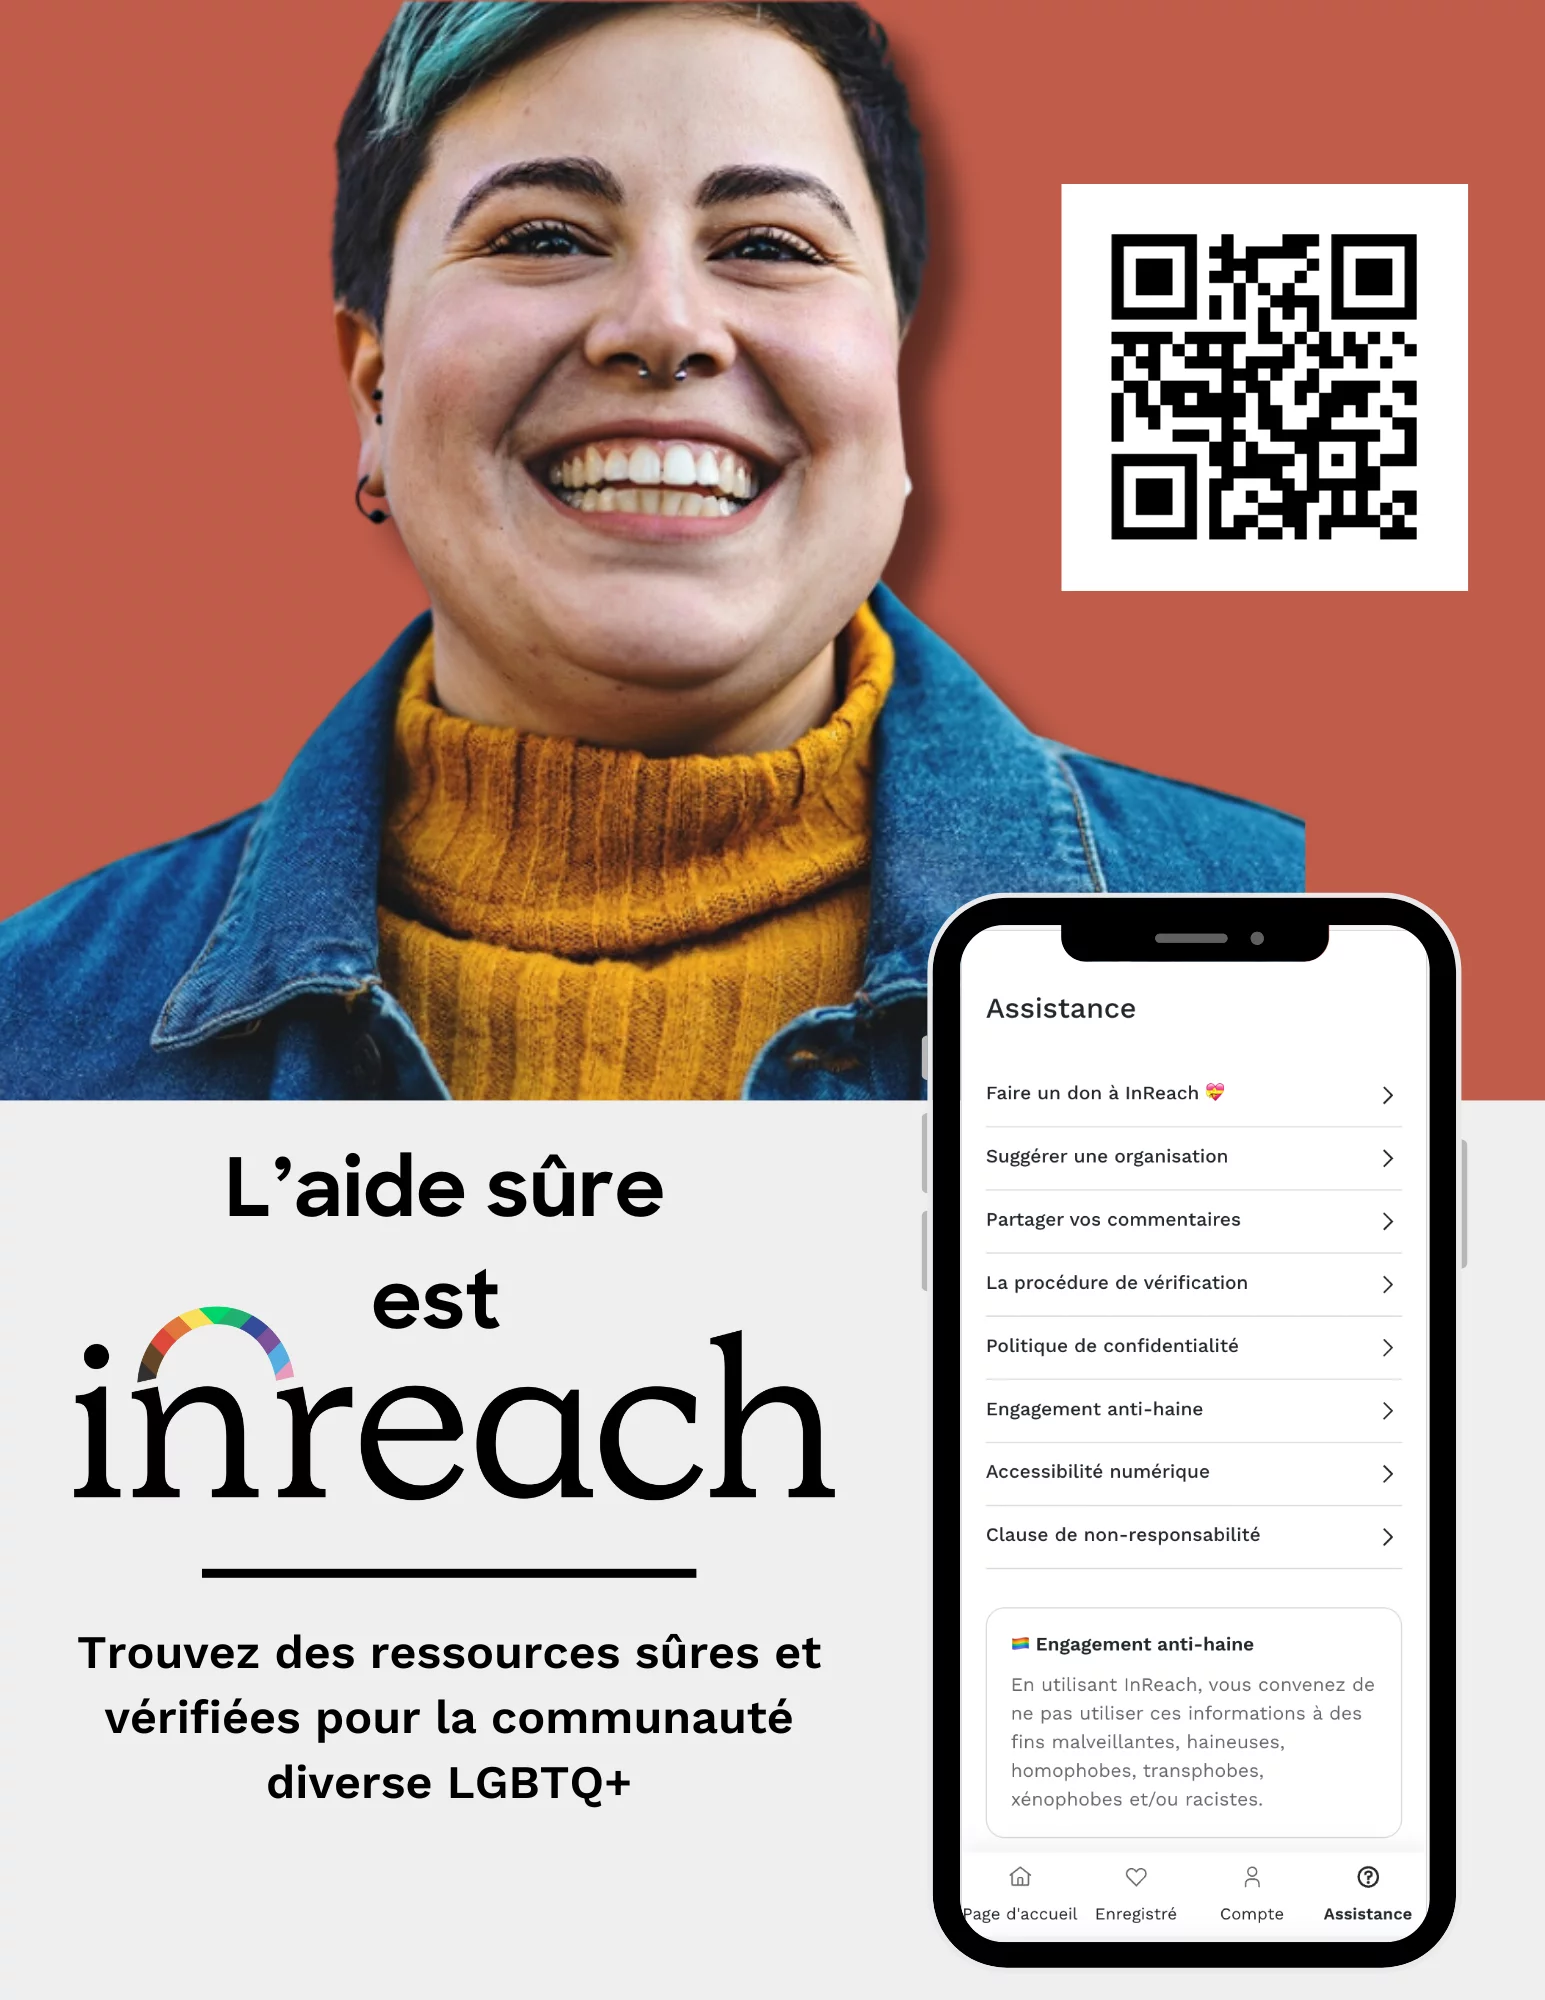 L’aide sûre
est
inreach
Trouvez des ressources sûres et
vérifiées pour la communauté
diverse LGBTQ+
Assistance
Faire un don à InReach 💝
Suggérer une organisation
Partager vos commentaires
La procédure de vérification
Politique de confidentialité
Engagement anti-haine
Accessibilité numérique
Clause de non-responsabilité
🏳️‍🌈 Engagement anti-haine
En utilisant InReach, vous convenez de
ne pas utiliser ces informations à des
fins malveillantes, haineuses,
homophobes, transphobes,
xénophobes et/ou racistes.
Page d'accueil Enregistré Compte Assistance